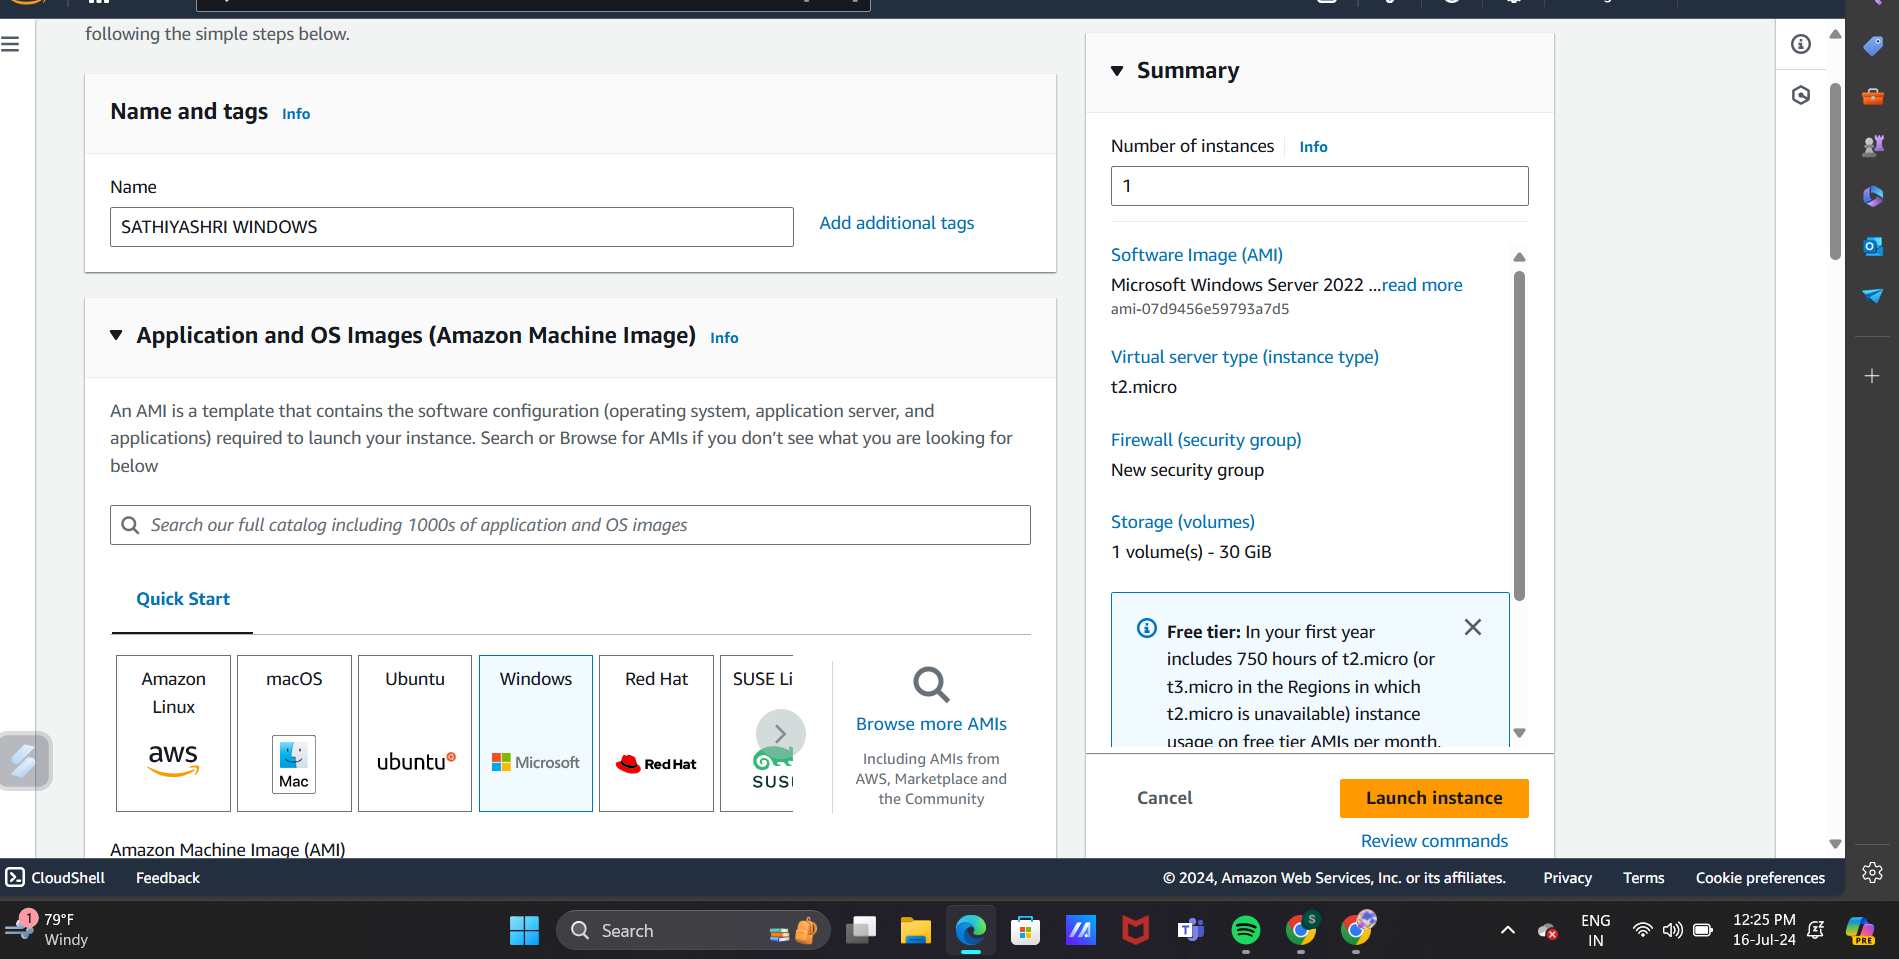 following the simple steps below.
Name and tags Info
Name
SATHIYASHRI WINDOWS
Add additional tags
Application and OS Images (Amazon Machine Image) Info
An AMI is a template that contains the software configuration (operating system, application server, and
applications) required to launch your instance. Search or Browse for AMIs if you don’t see what you are looking for
below
Search our full catalog including 1000s of application and OS images
Quick Start
Amazon
Linux
aws
macOS
Mac
Ubuntu
ubuntu
Windows
Microsoft
Red Hat
Red Hat
SUSE Li
SUS
Browse more AMIs
Including AMIs from
AWS, Marketplace and
the Community
Amazon Machine Image (AMI)
Summary
Number of instances Info
1
Software Image (AMI)
Microsoft Windows Server 2022 ...read more
ami-07d9456e59793a7d5
Virtual server type (instance type)
t2.micro
Firewall (security group)
New security group
Storage (volumes)
1 volume(s) - 30 GiB
Free tier: In your first year
includes 750 hours of t2.micro (or
t3.micro in the Regions in which
t2.micro is unavailable) instance
usage on free tier AMIs per month,
Cancel
Launch instance
Review commands
CloudShell
Feedback
© 2024, Amazon Web Services, Inc. or its affiliates.
Privacy
Terms
Cookie preferences
1
79°F
Windy
Search
S
ENG
IN
12:25 PM
16-Jul-24
PRE